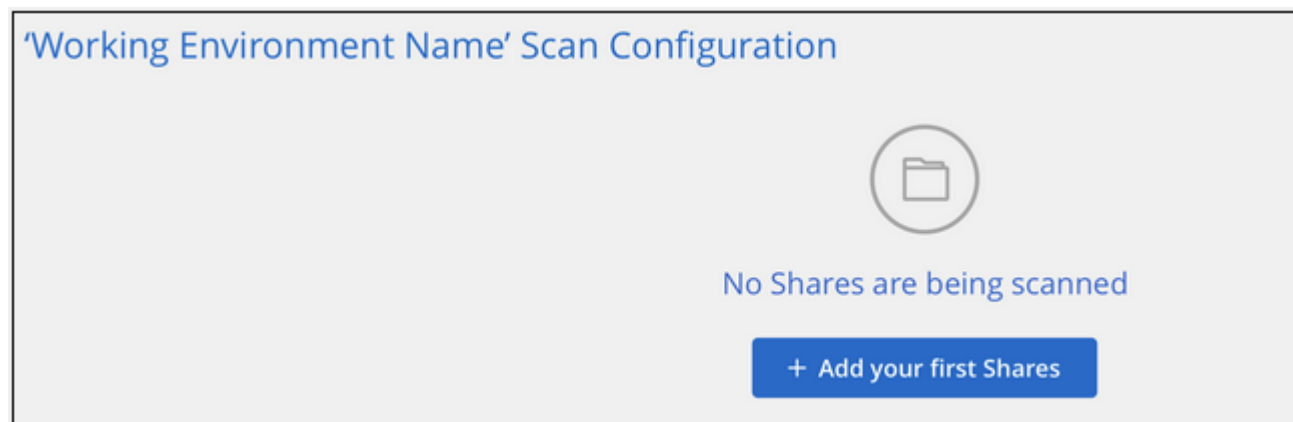 ‘Working Environment Name’ Scan Configuration
No Shares are being scanned
+ Add your first Shares